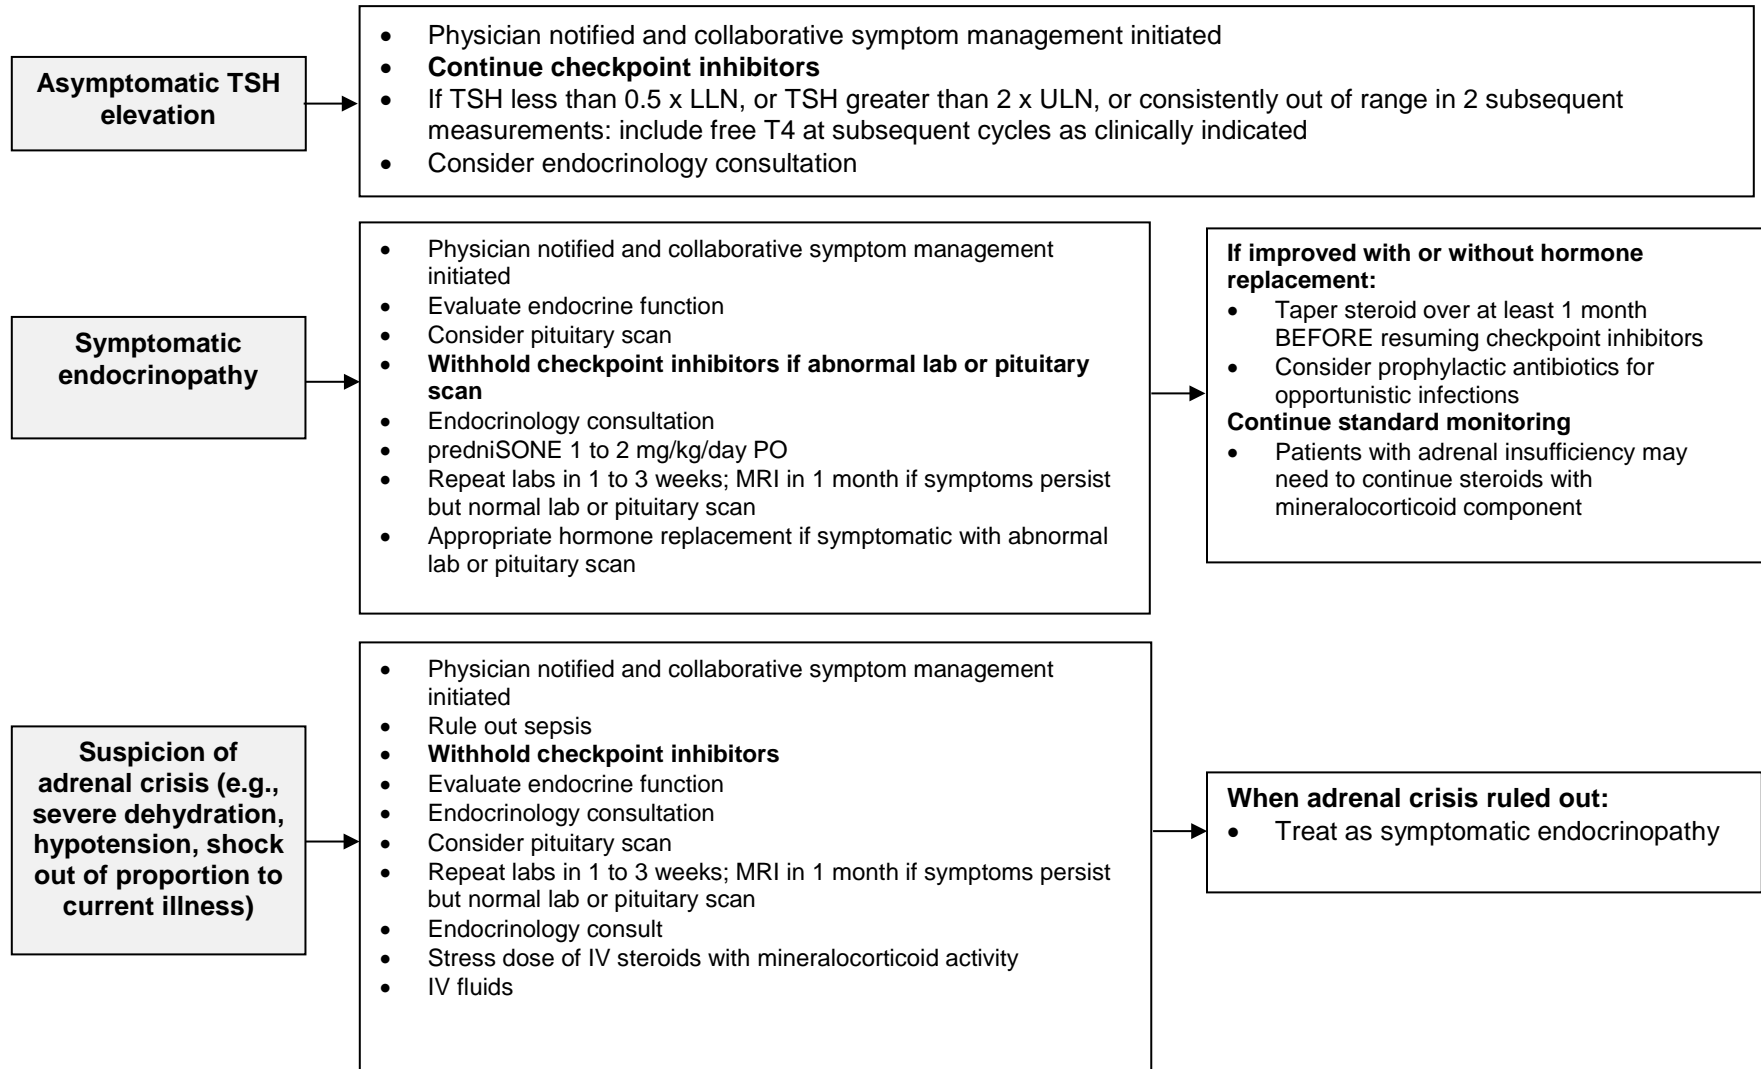 Asymptomatic TSH
elevation
• Physician notified and collaborative symptom management initiated
• Continue checkpoint inhibitors
• If TSH less than 0.5 x LLN, or TSH greater than 2 x ULN, or consistently out of range in 2 subsequent
measurements: include free T4 at subsequent cycles as clinically indicated
• Consider endocrinology consultation
Symptomatic
endocrinopathy
• Physician notified and collaborative symptom management
initiated
• Evaluate endocrine function
• Consider pituitary scan
• Withhold checkpoint inhibitors if abnormal lab or pituitary
scan
• Endocrinology consultation
• predniSONE 1 to 2 mg/kg/day PO
• Repeat labs in 1 to 3 weeks; MRI in 1 month if symptoms persist
but normal lab or pituitary scan
• Appropriate hormone replacement if symptomatic with abnormal
lab or pituitary scan
If improved with or without hormone
replacement:
• Taper steroid over at least 1 month
BEFORE resuming checkpoint inhibitors
• Consider prophylactic antibiotics for
opportunistic infections
Continue standard monitoring
• Patients with adrenal insufficiency may
need to continue steroids with
mineralocorticoid component
Suspicion of
adrenal crisis (e.g.,
severe dehydration,
hypotension, shock
out of proportion to
current illness)
• Physician notified and collaborative symptom management
initiated
• Rule out sepsis
• Withhold checkpoint inhibitors
• Evaluate endocrine function
• Endocrinology consultation
• Consider pituitary scan
• Repeat labs in 1 to 3 weeks; MRI in 1 month if symptoms persist
but normal lab or pituitary scan
• Endocrinology consult
• Stress dose of IV steroids with mineralocorticoid activity
• IV fluids
When adrenal crisis ruled out:
• Treat as symptomatic endocrinopathy